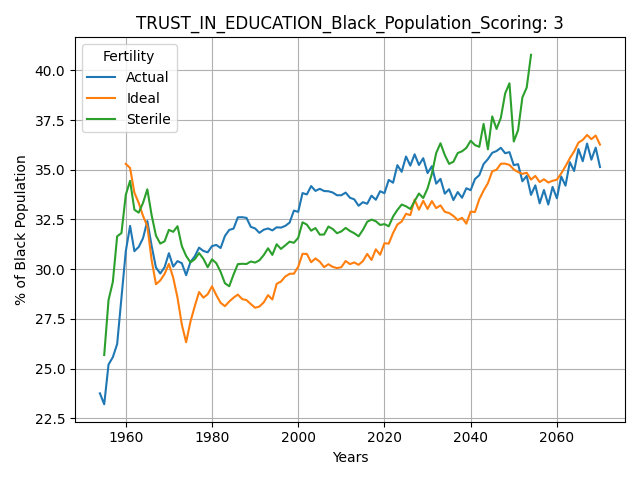 TRUST_IN_EDUCATION_Black_Population_Scoring: 3
Fertility
Actual
Ideal
Sterile
% of Black Population
40.0
37.5
35.0
32.5
30.0
27.5
25.0
22.5
1960 1980 2000 2020 2040 2060
Years